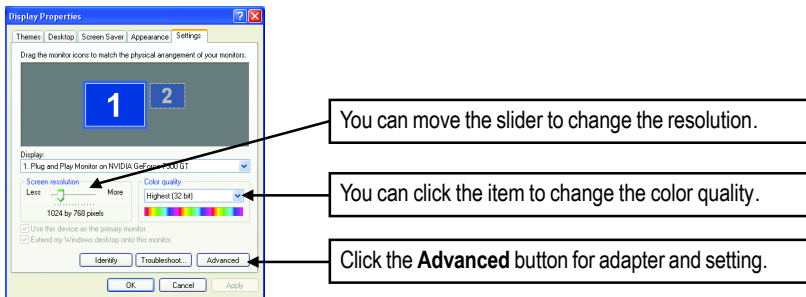 Display Properties
Themes Desktop Screen Saver Appearance Settings
Drag the monitor icons to match the physical arrangement of your monitors.
1 2
Display:
1. Plug and Play Monitor on NVIDIA GeForce 7300 GT
Screen resolution
Less More
1024 by 768 pixels
Color quality
Highest (32 bit)
Use this device as the primary monitor.
Extend my Windows desktop onto this monitor.
Identify Troubleshoot... Advanced
OK Cancel Apply
You can move the slider to change the resolution.
You can click the item to change the color quality.
Click the Advanced button for adapter and setting.